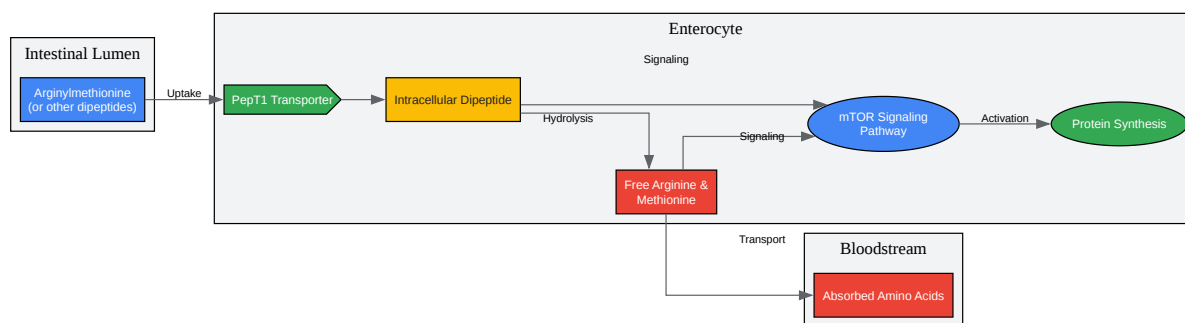 Enterocyte
Intestinal Lumen
Signaling
Arginylmethionine
(or other dipeptides)
Uptake
PepT1 Transporter
Intracellular Dipeptide
Hydrolysis
mTOR Signaling
Pathway
Activation
Protein Synthesis
Signaling
Free Arginine &
Methionine
Transport
Bloodstream
Absorbed Amino Acids